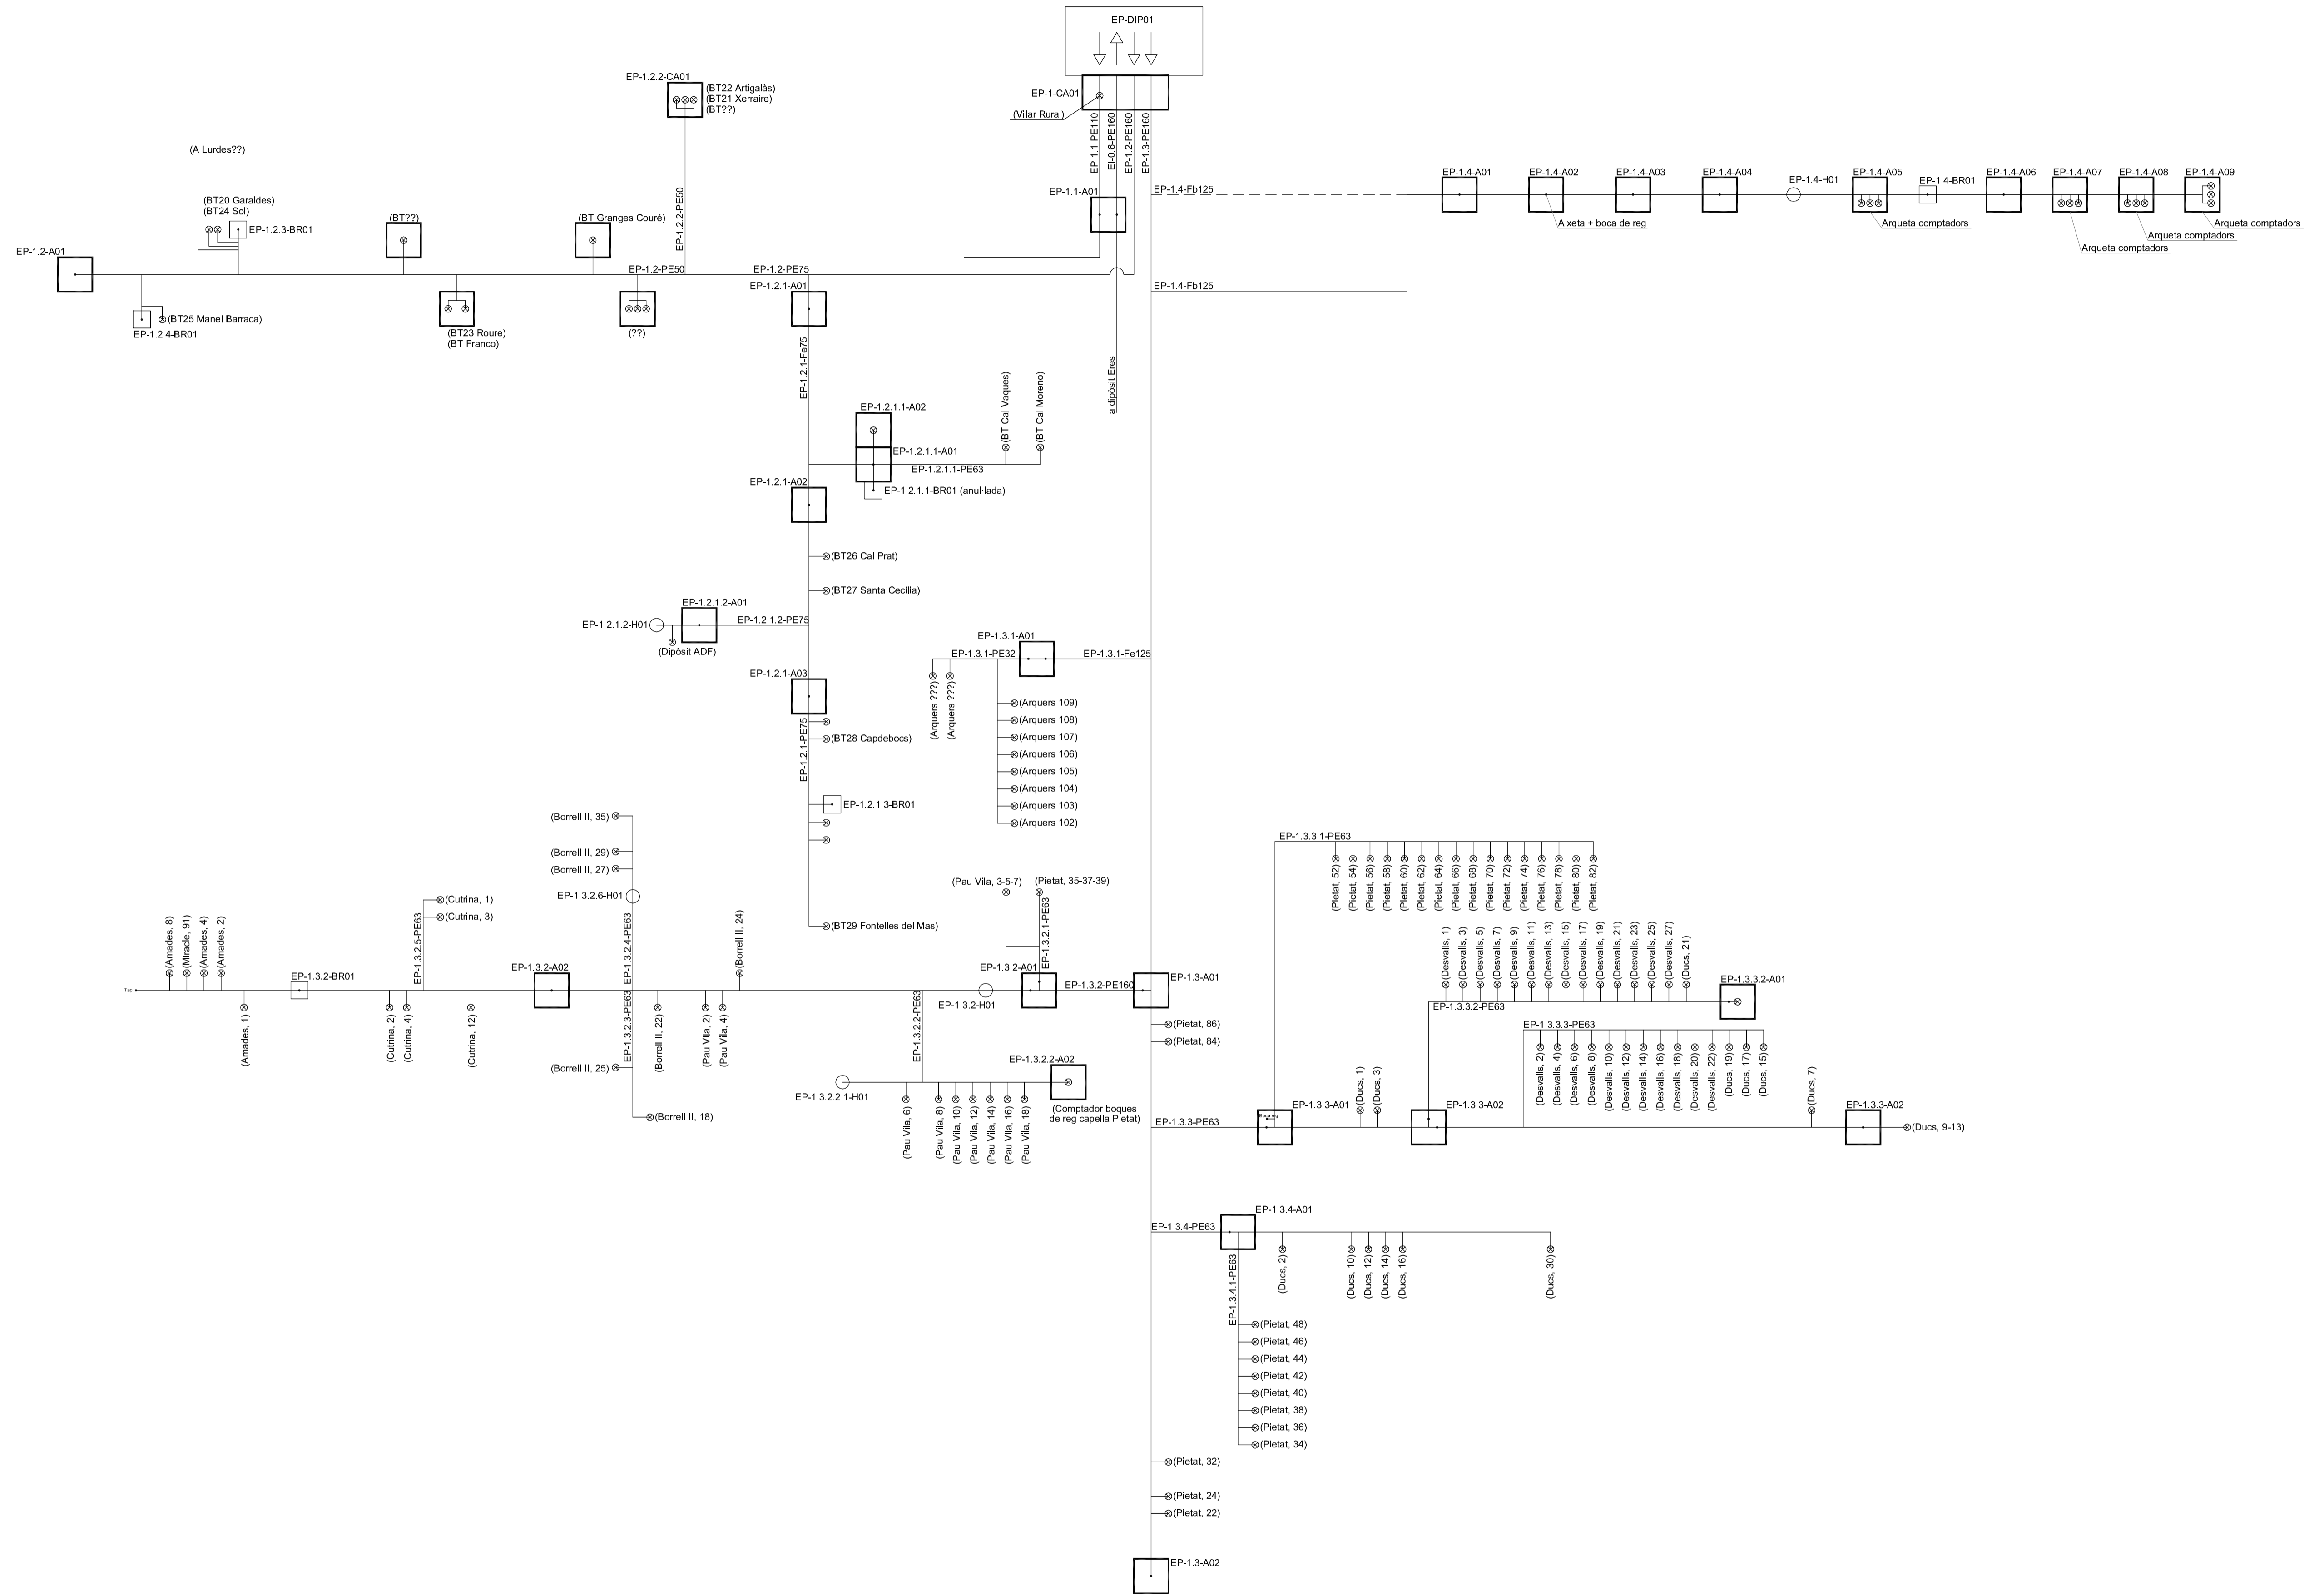 EP-DIP01
EP-1-CA01
(Vilar Rural)
EP-1.1-PE110
EI-0.6-PE160
EP-1.2-PE160
EP-1.3-PE160
EP-1.1-A01
a dipòsit Eres
EP-1.2.2-CA01
(BT22 Artigalàs)
(BT21 Xerraire)
(BT??)
EP-1.2.2-PE50
(A Lurdes??)
(BT20 Garaldes)
(BT24 Sol)
EP-1.2.3-BR01
(BT??)
(BT Granges Couré)
EP-1.2-A01
EP-1.2-PE50
EP-1.2-PE75
(BT25 Manel Barraca)
EP-1.2.4-BR01
(BT23 Roure)
(BT Franco)
(??)
EP-1.4-Fb125
EP-1.4-Fb125
EP-1.4-A01
EP-1.4-A02
EP-1.4-A03
EP-1.4-A04
EP-1.4-H01
EP-1.4-A05
EP-1.4-BR01
EP-1.4-A06
EP-1.4-A07
EP-1.4-A08
EP-1.4-A09
Aixeta + boca de reg
Arqueta comptadors
Arqueta comptadors
Arqueta comptadors
Arqueta comptadors
EP-1.2.1-A01
EP-1.2.1-Fe75
EP-1.2.1.1-A02
EP-1.2.1.1-A01
EP-1.2.1.1-PE63
EP-1.2.1.1-BR01 (anul·lada)
(BT Cal Vaques)
(BT Cal Moreno)
EP-1.2.1-A02
(BT26 Cal Prat)
(BT27 Santa Cecília)
EP-1.2.1.2-A01
EP-1.2.1.2-H01
EP-1.2.1.2-PE75
(Dipòsit ADF)
EP-1.2.1-A03
EP-1.2.1-PE75
(BT28 Capdebocs)
EP-1.2.1.3-BR01
(BT29 Fontelles del Mas)
EP-1.3.1-A01
EP-1.3.1-PE32
EP-1.3.1-Fe125
(Arquers ???)
(Arquers ???)
(Arquers 109)
(Arquers 108)
(Arquers 107)
(Arquers 106)
(Arquers 105)
(Arquers 104)
(Arquers 103)
(Arquers 102)
(Borrell II, 35)
(Borrell II, 29)
(Borrell II, 27)
EP-1.3.2.6-H01
EP-1.3.2.4-PE63
EP-1.3.2.3-PE63
(Borrell II, 25)
(Borrell II, 18)
(Borrell II, 22)
(Borrell II, 24)
(Pau Vila, 2)
(Pau Vila, 4)
(Amades, 8)
(Miracle, 91)
(Amades, 4)
(Amades, 2)
(Amades, 1)
EP-1.3.2-BR01
EP-1.3.2.5-PE63
(Cutrina, 1)
(Cutrina, 3)
(Cutrina, 2)
(Cutrina, 4)
(Cutrina, 12)
EP-1.3.2-A02
(Pau Vila, 3-5-7)
(Pietat, 35-37-39)
EP-1.3.2.1-PE63
EP-1.3.2-A01
EP-1.3.2-H01
EP-1.3.2-PE160
EP-1.3-A01
EP-1.3.2.2-PE63
EP-1.3.2.2-A02
EP-1.3.2.2.1-H01
(Comptador boques
de reg capella Pietat)
(Pau Vila, 6)
(Pau Vila, 8)
(Pau Vila, 10)
(Pau Vila, 12)
(Pau Vila, 14)
(Pau Vila, 16)
(Pau Vila, 18)
(Pietat, 86)
(Pietat, 84)
EP-1.3.3.1-PE63
(Pietat, 52)
(Pietat, 54)
(Pietat, 56)
(Pietat, 58)
(Pietat, 60)
(Pietat, 62)
(Pietat, 64)
(Pietat, 66)
(Pietat, 68)
(Pietat, 70)
(Pietat, 72)
(Pietat, 74)
(Pietat, 76)
(Pietat, 78)
(Pietat, 80)
(Pietat, 82)
(Desvalls, 1)
(Desvalls, 3)
(Desvalls, 5)
(Desvalls, 7)
(Desvalls, 9)
(Desvalls, 11)
(Desvalls, 13)
(Desvalls, 15)
(Desvalls, 17)
(Desvalls, 19)
(Desvalls, 21)
(Desvalls, 23)
(Desvalls, 25)
(Desvalls, 27)
(Ducs, 21)
EP-1.3.3.2-A01
EP-1.3.3.2-PE63
EP-1.3.3.3-PE63
(Desvalls, 2)
(Desvalls, 4)
(Desvalls, 6)
(Desvalls, 8)
(Desvalls, 10)
(Desvalls, 12)
(Desvalls, 14)
(Desvalls, 16)
(Desvalls, 18)
(Desvalls, 20)
(Desvalls, 22)
(Ducs, 19)
(Ducs, 17)
(Ducs, 15)
EP-1.3.3-PE63
EP-1.3.3-A01
(Ducs, 1)
(Ducs, 3)
EP-1.3.3-A02
(Ducs, 7)
EP-1.3.3-A02
(Ducs, 9-13)
EP-1.3.4-PE63
EP-1.3.4-A01
EP-1.3.4.1-PE63
(Ducs, 2)
(Ducs, 10)
(Ducs, 12)
(Ducs, 14)
(Ducs, 16)
(Ducs, 30)
(Pietat, 48)
(Pietat, 46)
(Pietat, 44)
(Pietat, 42)
(Pietat, 40)
(Pietat, 38)
(Pietat, 36)
(Pietat, 34)
(Pietat, 32)
(Pietat, 24)
(Pietat, 22)
EP-1.3-A02